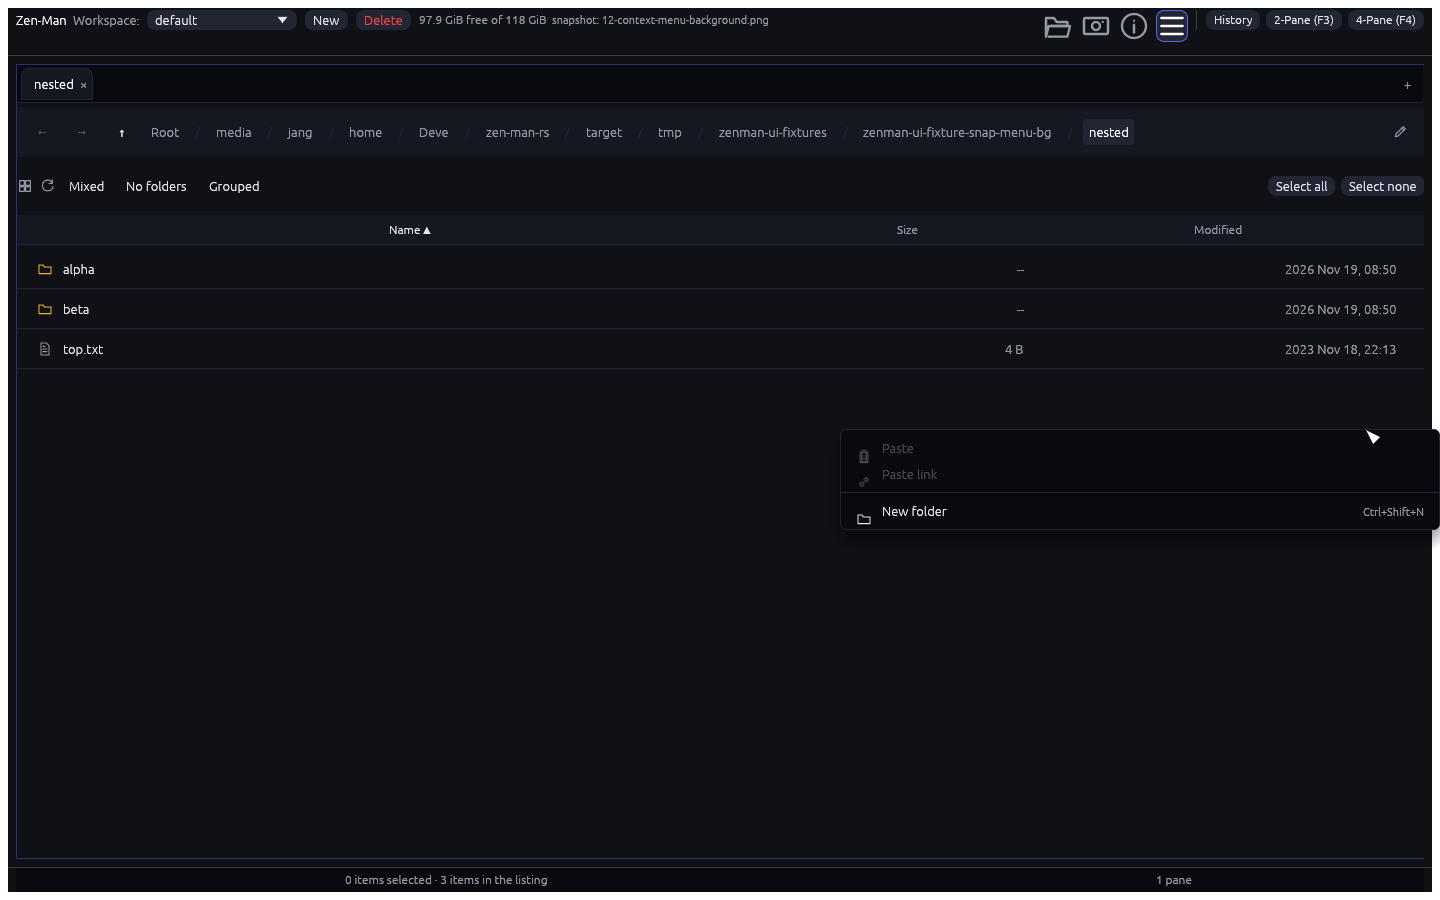 Zen-Man Workspace: default New Delete 97.9 GiB free of 118 GiB snapshot: 12-context-menu-background.png History 2-Pane (F3) 4-Pane (F4)
nested × +
← → ↑ Root / media / jang / home / Deve / zen-man-rs / target / tmp / zenman-ui-fixtures / zenman-ui-fixture-snap-menu-bg / nested
Mixed No folders Grouped Select all Select none
Name ▲ Size Modified
alpha -- 2026 Nov 19, 08:50
beta -- 2026 Nov 19, 08:50
top.txt 4 B 2023 Nov 18, 22:13
Paste
Paste link
New folder Ctrl+Shift+N
0 items selected · 3 items in the listing 1 pane